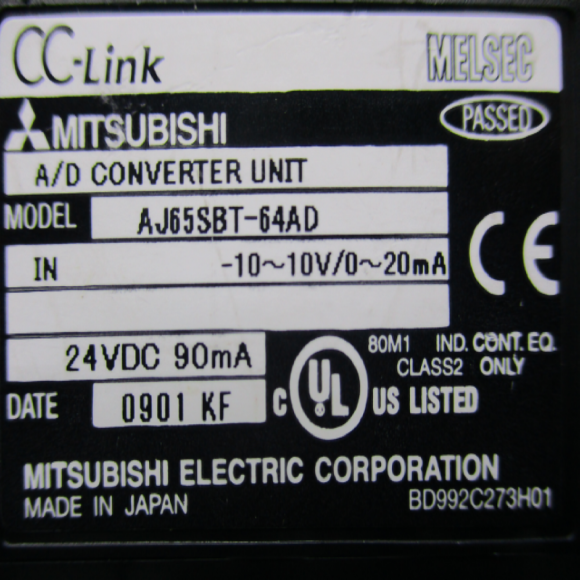 CC-Link MELSEC
MITSUBISHI PASSED
A/D CONVERTER UNIT
MODEL AJ65SBT-64AD
IN -10~10V/0~20mA
24VDC 90mA
80M1 IND. CONT. EQ.
CLASS2 ONLY
DATE 0901 KF
C UL US LISTED
MITSUBISHI ELECTRIC CORPORATION
MADE IN JAPAN BD992C273H01